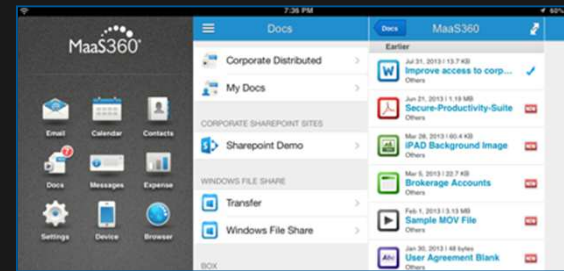 7:36 PM
60%
MaaS360
Email
Calendar
Contacts
7
Docs
Messages
Expense
Settings
Device
Browser
Docs
Corporate Distributed
My Docs
CORPORATE SHAREPOINT SITES
Sharepoint Demo
WINDOWS FILE SHARE
Transfer
Windows File Share
BOX
Docs
MaaS360
Earlier
Jul 31, 2013 | 13.7 KB
Improve access to corp...
Others
Jun 21, 2013 | 1.19 MB
Secure-Productivity-Suite
Others
NEW
Mar 28, 2013 | 60.4 KB
iPAD Background Image
Others
NEW
Mar 5, 2013 | 22.7 KB
Brokerage Accounts
Others
NEW
Feb 1, 2013 | 3.13 MB
Sample MOV File
Others
NEW
Jan 30, 2013 | 48 bytes
User Agreement Blank
Others
NEW